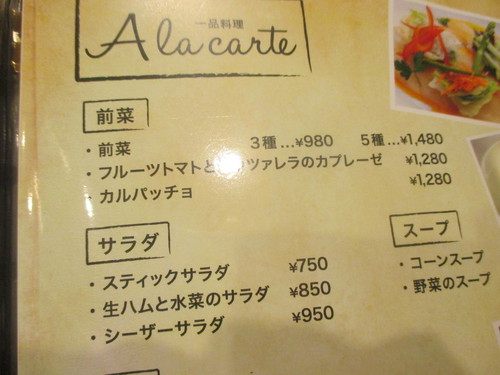 一品料理
A la carte
前菜
・前菜 3種…¥980 5種…¥1,480
・フルーツトマトと ツァレラのカプレーゼ ¥1,280
・カルパッチョ ¥1,280
サラダ
・スティックサラダ ¥750
・生ハムと水菜のサラダ ¥850
・シーザーサラダ ¥950
スープ
・コーンスープ
・野菜のスープ